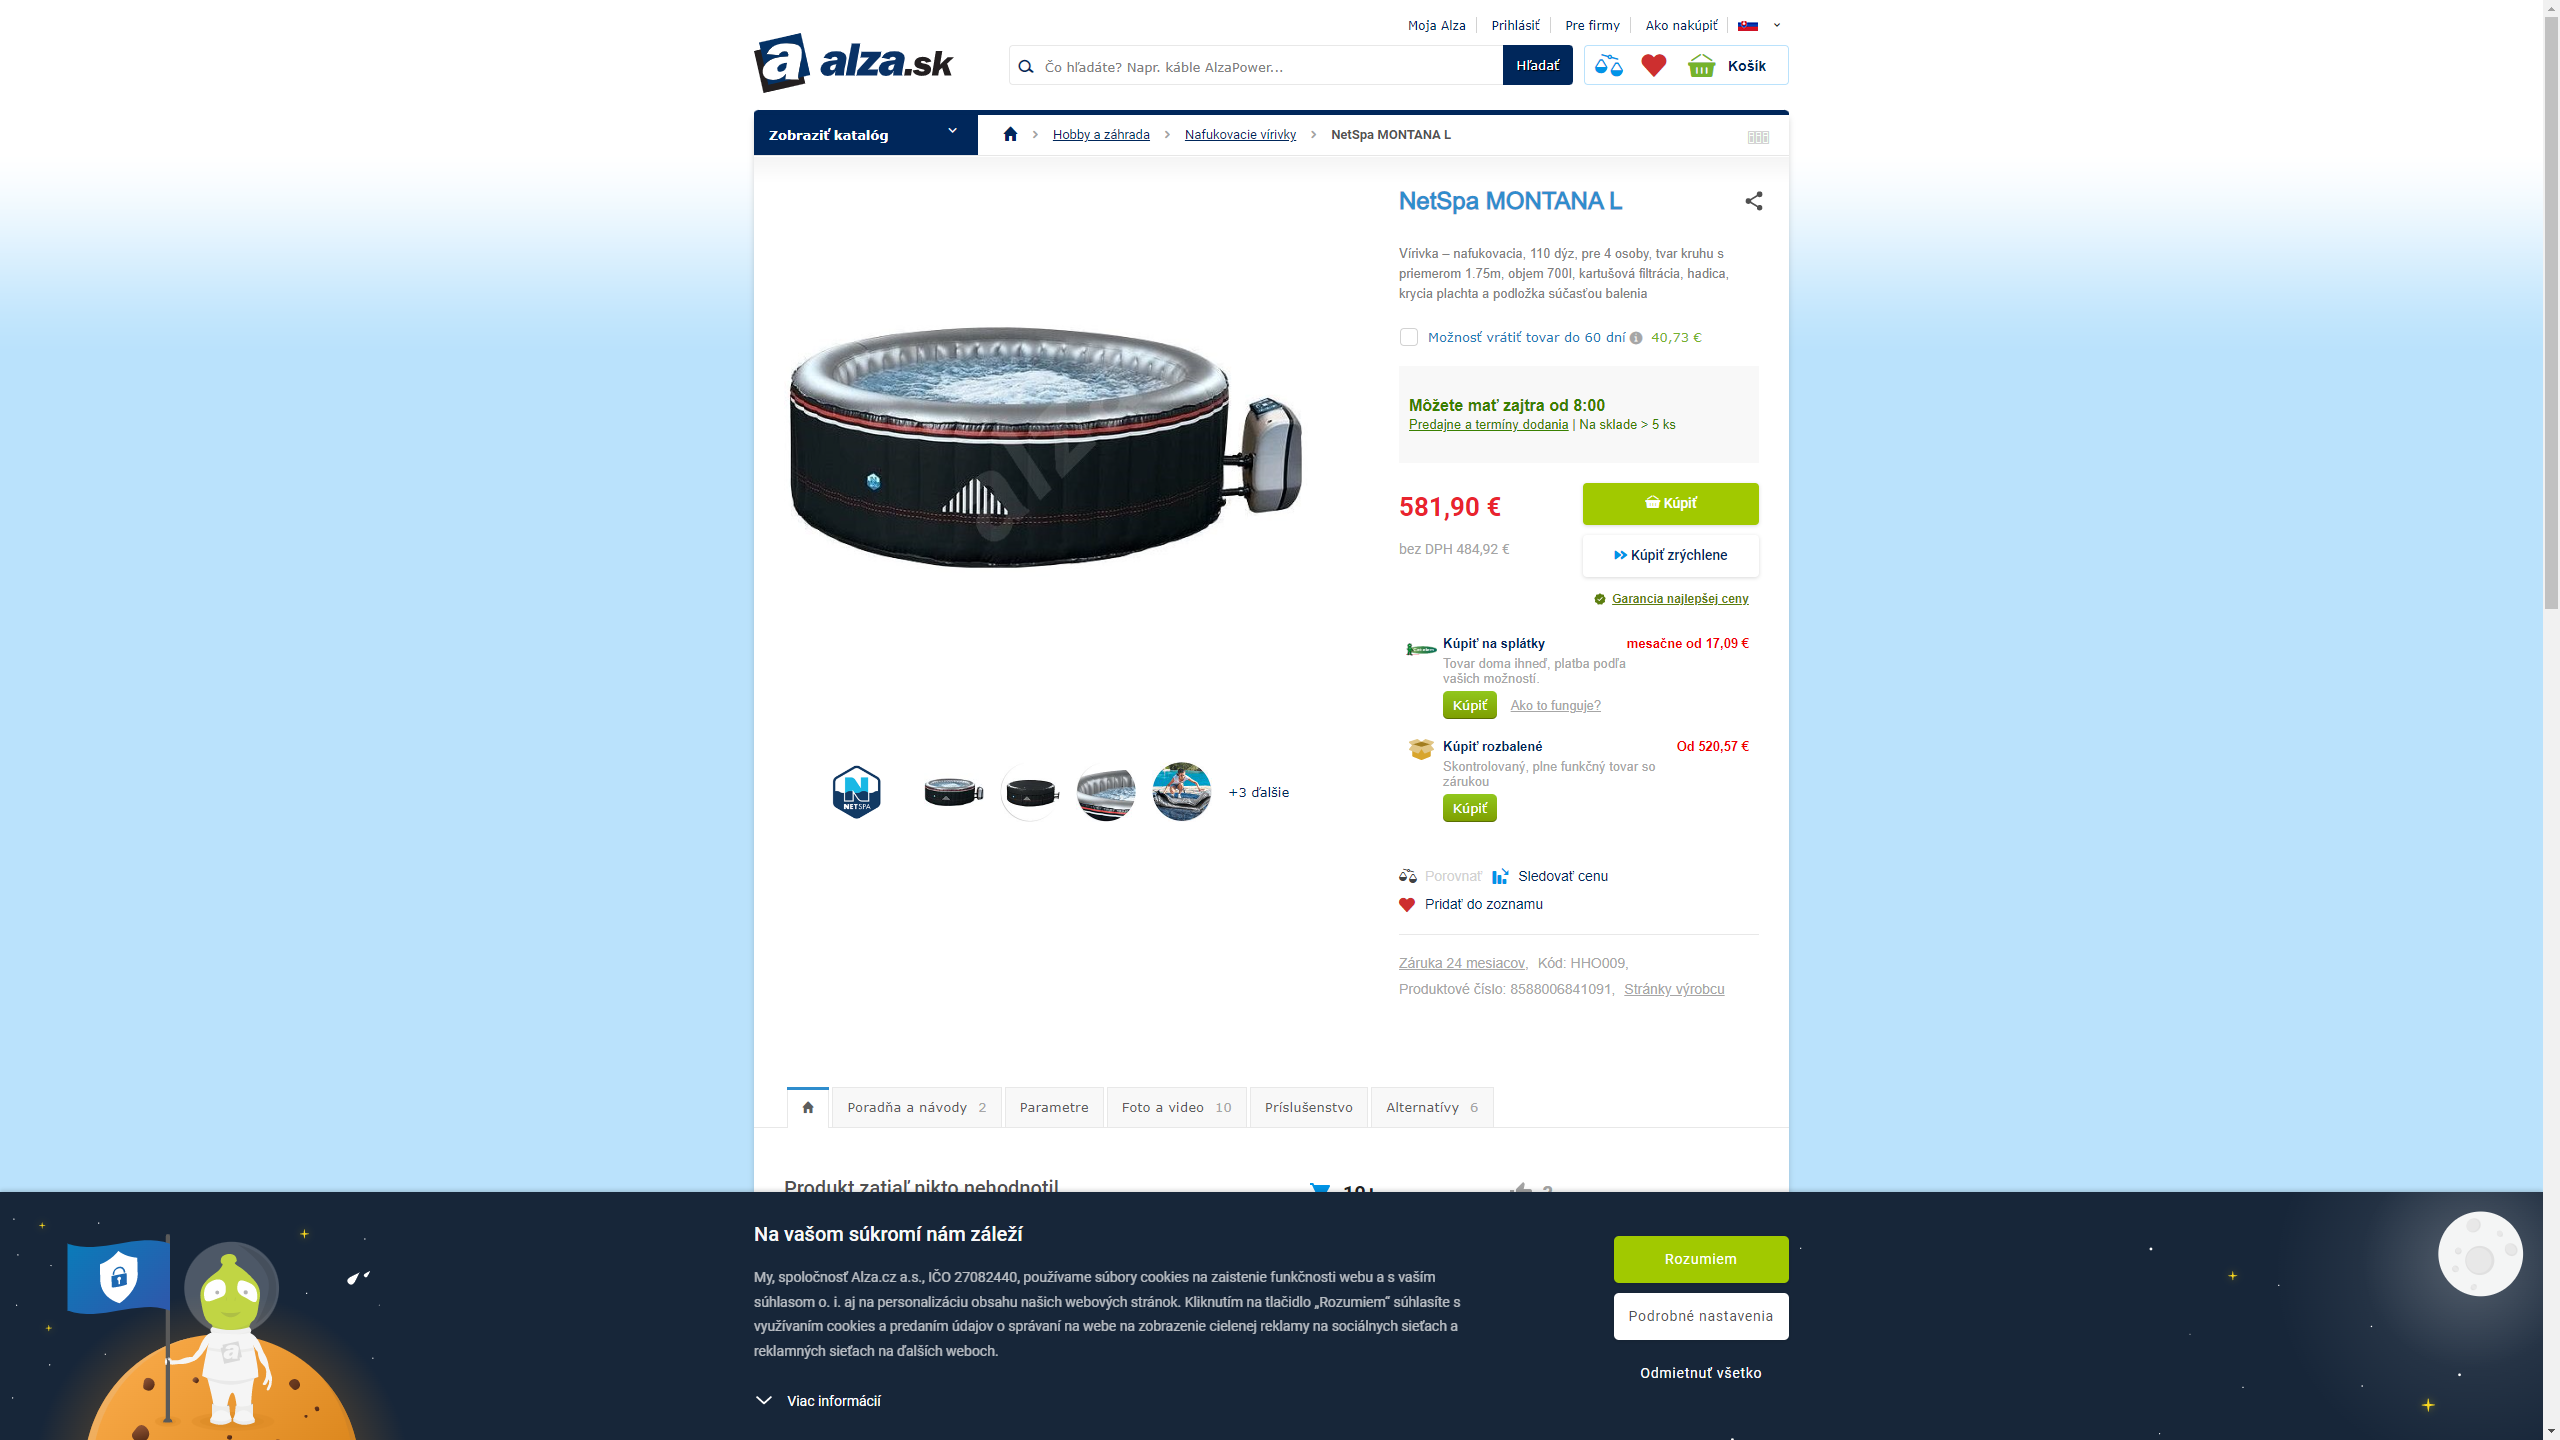 Moja Alza
Prihlásiť
Pre firmy
Ako nakúpiť
alza.sk
Čo hľadáte? Napr. káble AlzaPower...
Hľadať
Košík
Zobraziť katalóg
Hobby a záhrada
Nafukovacie vírivky
NetSpa MONTANA L
NetSpa MONTANA L
Vírivka – nafukovacia, 110 dýz, pre 4 osoby, tvar kruhu s
priemerom 1.75m, objem 700l, kartušová filtrácia, hadica,
krycia plachta a podložka súčasťou balenia
Možnosť vrátiť tovar do 60 dní 40,73 €
Môžete mať zajtra od 8:00
Predajne a termíny dodania | Na sklade > 5 ks
581,90 €
Kúpiť
bez DPH 484,92 €
Kúpiť zrýchlene
Garancia najlepšej ceny
Kúpiť na splátky
mesačne od 17,09 €
Tovar doma ihneď, platba podľa
vašich možností.
Kúpiť
Ako to funguje?
Kúpiť rozbalené
Od 520,57 €
Skontrolovaný, plne funkčný tovar so
zárukou
Kúpiť
alza
NETSPA
+3 ďalšie
Porovnať
Sledovať cenu
Pridať do zoznamu
Záruka 24 mesiacov, Kód: HHO009,
Produktové číslo: 8588006841091, Stránky výrobcu
Poradňa a návody 2
Parametre
Foto a video 10
Príslušenstvo
Alternatívy 6
Produkt zatiaľ nikto nehodnotil
10+
Na vašom súkromí nám záleží
My, spoločnosť Alza.cz a.s., IČO 27082440, používame súbory cookies na zaistenie funkčnosti webu a s vaším
súhlasom o. i. aj na personalizáciu obsahu našich webových stránok. Kliknutím na tlačidlo „Rozumiem“ súhlasíte s
využívaním cookies a predaním údajov o správaní na webe na zobrazenie cielenej reklamy na sociálnych sieťach a
reklamných sieťach na ďalších weboch.
Viac informácií
Rozumiem
Podrobné nastavenia
Odmietnuť všetko